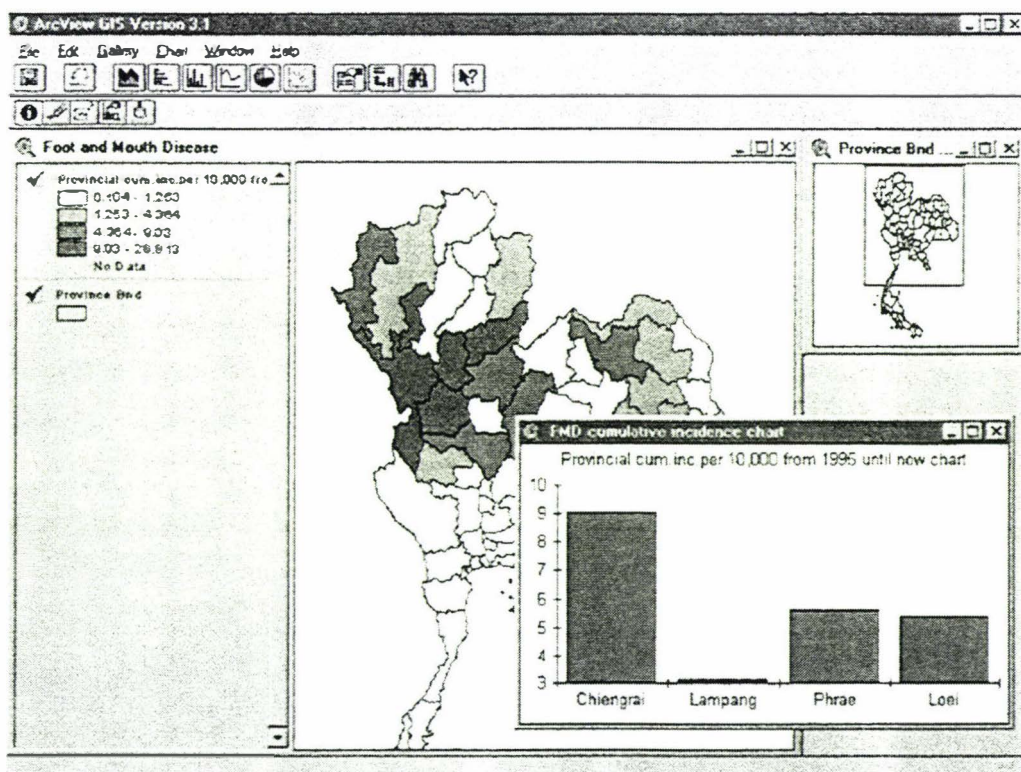 ArcView GIS Version 3.1
File Edit Gallery Chart Window Help
Foot and Mouth Disease
Province Bnd ...
Provincial cum.inc.per 10,000 fro
0.104 - 1.253
1.253 - 4.364
4.364 - 9.03
9.03 - 26.813
No Data
Province Bnd
FMD cumulative incidence chart
Provincial cum.inc per 10,000 from 1995 until now chart
10
9
8
7
6
5
4
3
Chiengrai Lampang Phrae Loei